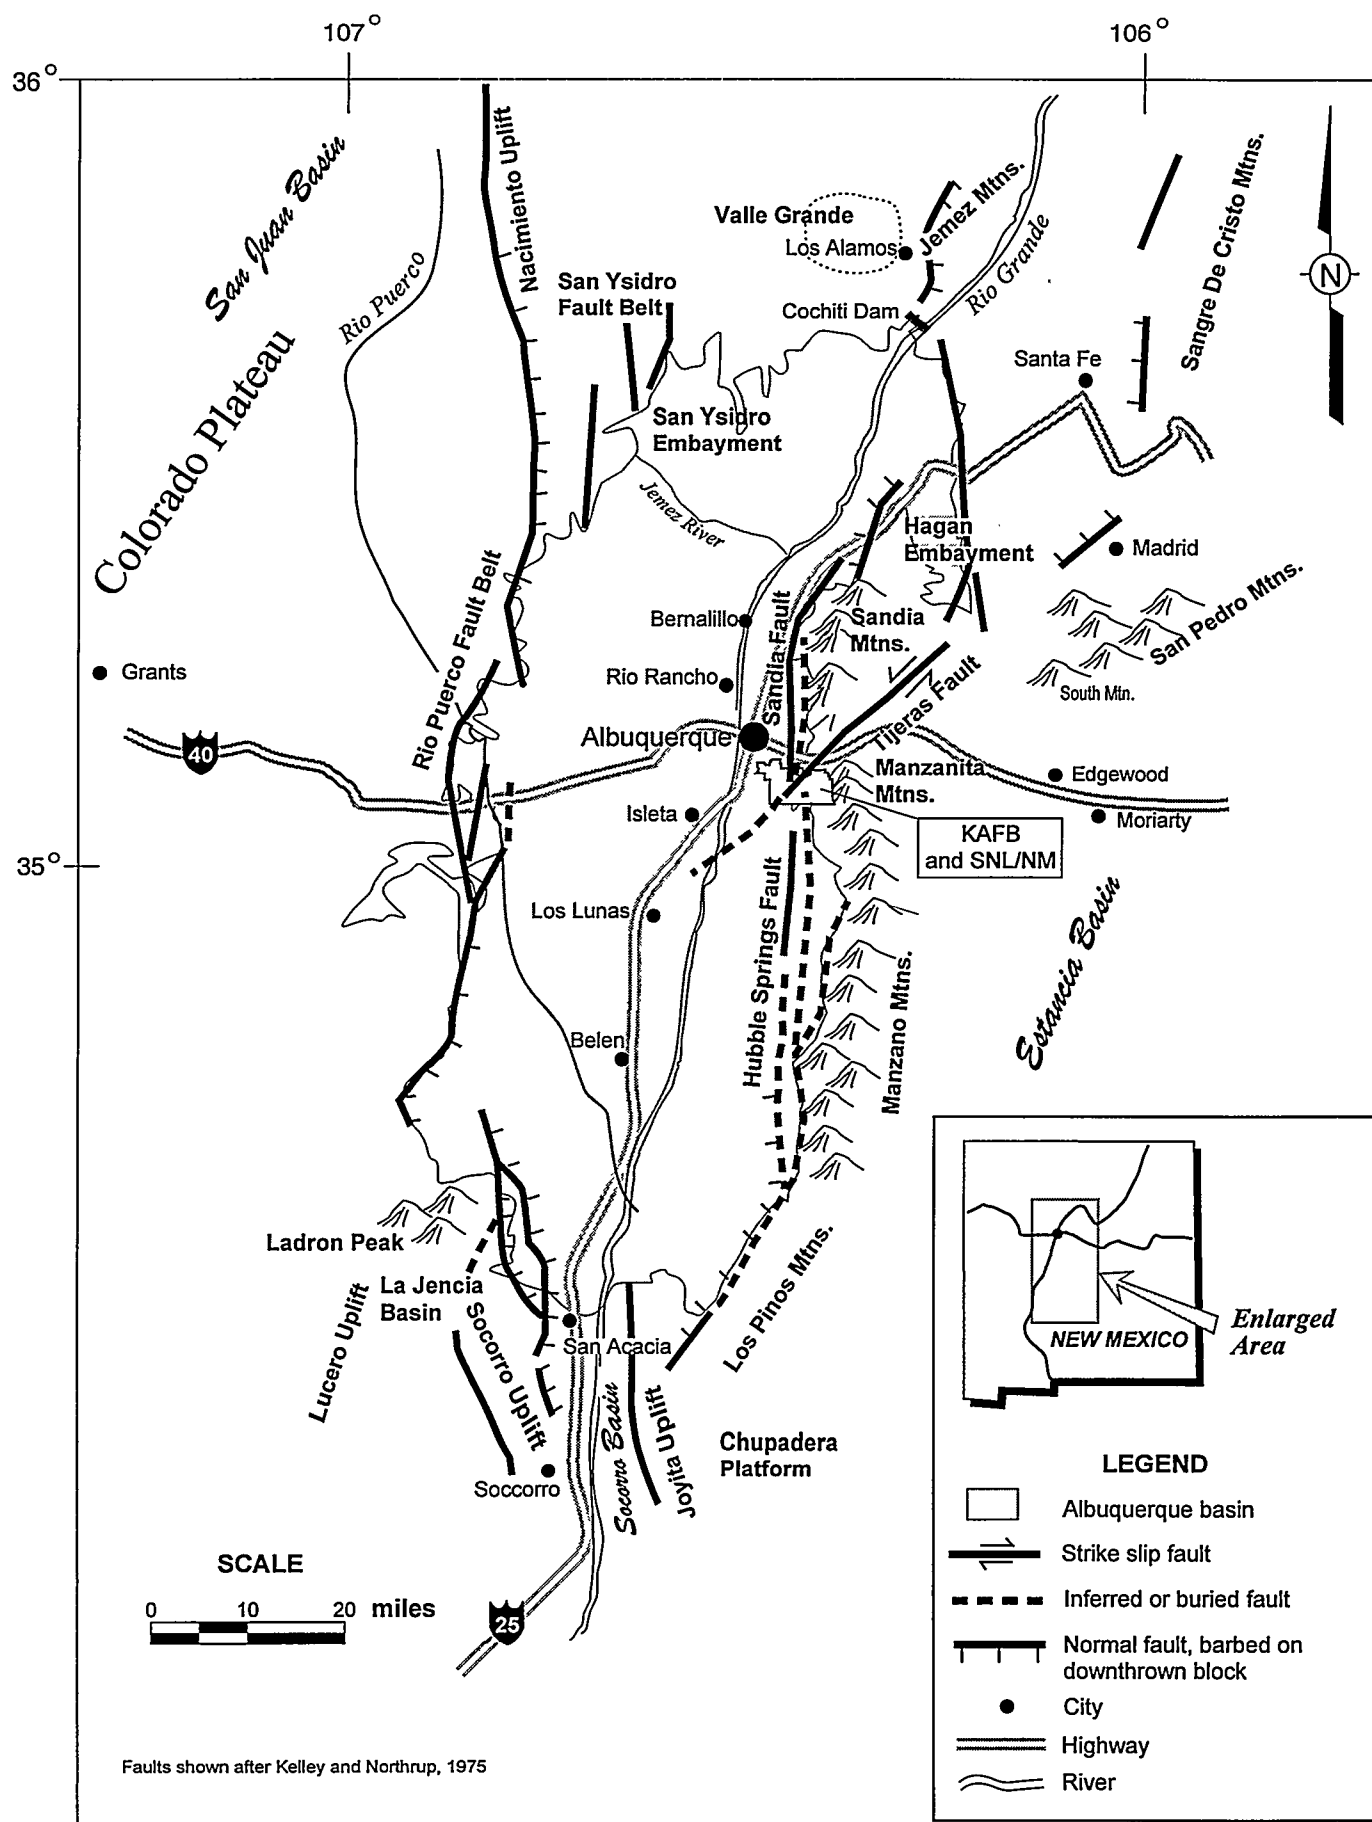 107°
106°
36°
San Juan Basin
Nacimiento Uplift
Valle Grande
Los Alamos
Jemez Mtns.
Sangre De Cristo Mtns.
N
Rio Puerco
San Ysidro
Fault Belt
Cochiti Dam
Rio Grande
Santa Fe
Colorado Plateau
San Ysidro
Embayment
Jemez River
Hagan
Embayment
Madrid
Rio Puerco Fault Belt
Bernalillo
Sandia Fault
Sandia
Mtns.
San Pedro Mtns.
Grants
Rio Rancho
South Mtn.
Tijeras Fault
Albuquerque
40
Manzanita
Mtns.
Edgewood
Isleta
Moriarty
KAFB
and SNL/NM
35°
Los Lunas
Hubble Springs Fault
Manzano Mtns.
Estancia Basin
Belen
Ladron Peak
La Jencia
Basin
Lucero Uplift
Socorro Uplift
San Acacia
Los Pinos Mtns.
Socorro Basin
Joyita Uplift
Chupadera
Platform
Soccorro
NEW MEXICO
Enlarged
Area
SCALE
0 10 20 miles
25
LEGEND
Albuquerque basin
Strike slip fault
Inferred or buried fault
Normal fault, barbed on
downthrown block
City
Highway
River
Faults shown after Kelley and Northrup, 1975